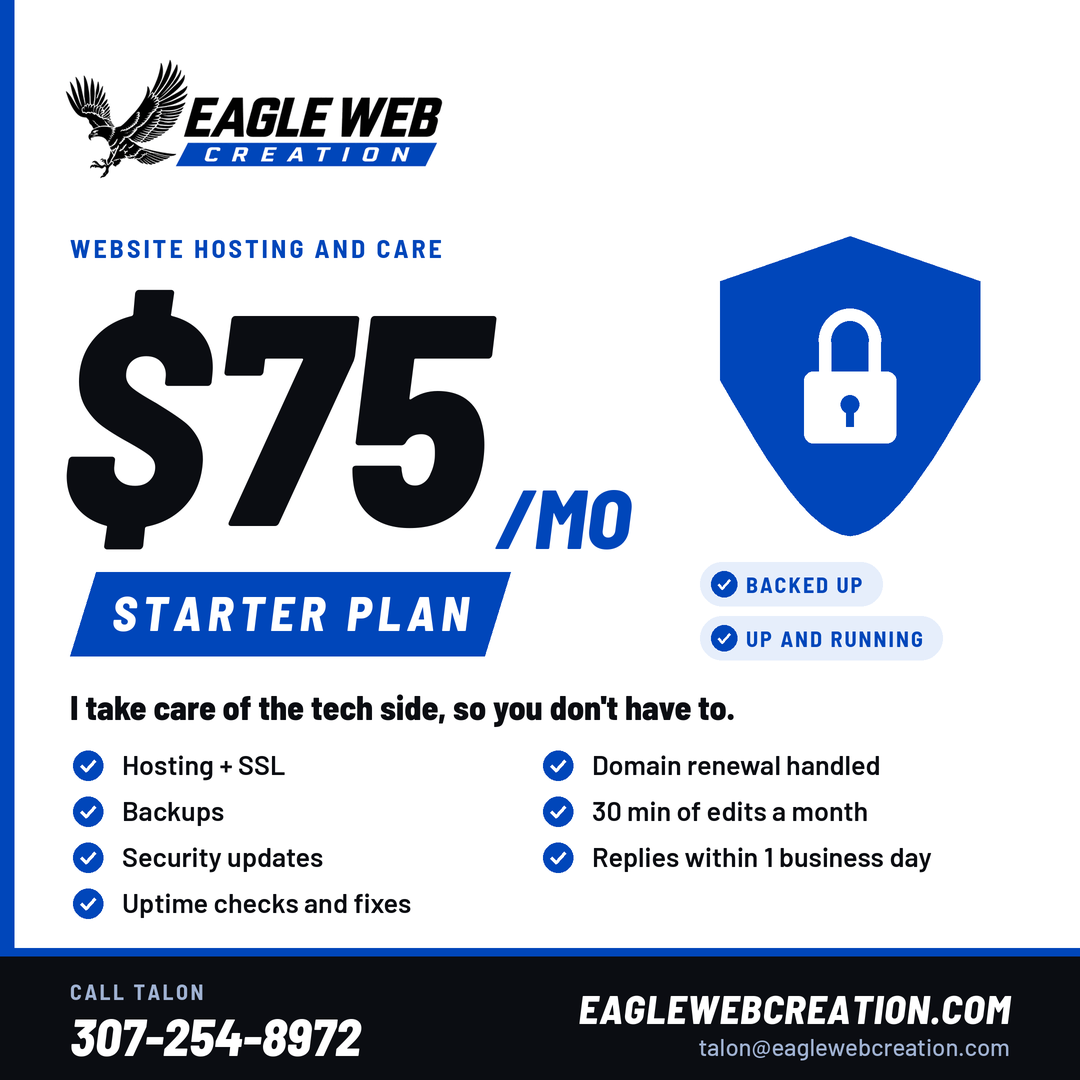 EAGLE WEB
CREATION
WEBSITE HOSTING AND CARE
$75/MO
STARTER PLAN
BACKED UP
UP AND RUNNING
I take care of the tech side, so you don't have to.
Hosting + SSL
Backups
Security updates
Uptime checks and fixes
Domain renewal handled
30 min of edits a month
Replies within 1 business day
CALL TALON
307-254-8972
EAGLEWEBCREATION.COM
talon@eaglewebcreation.com